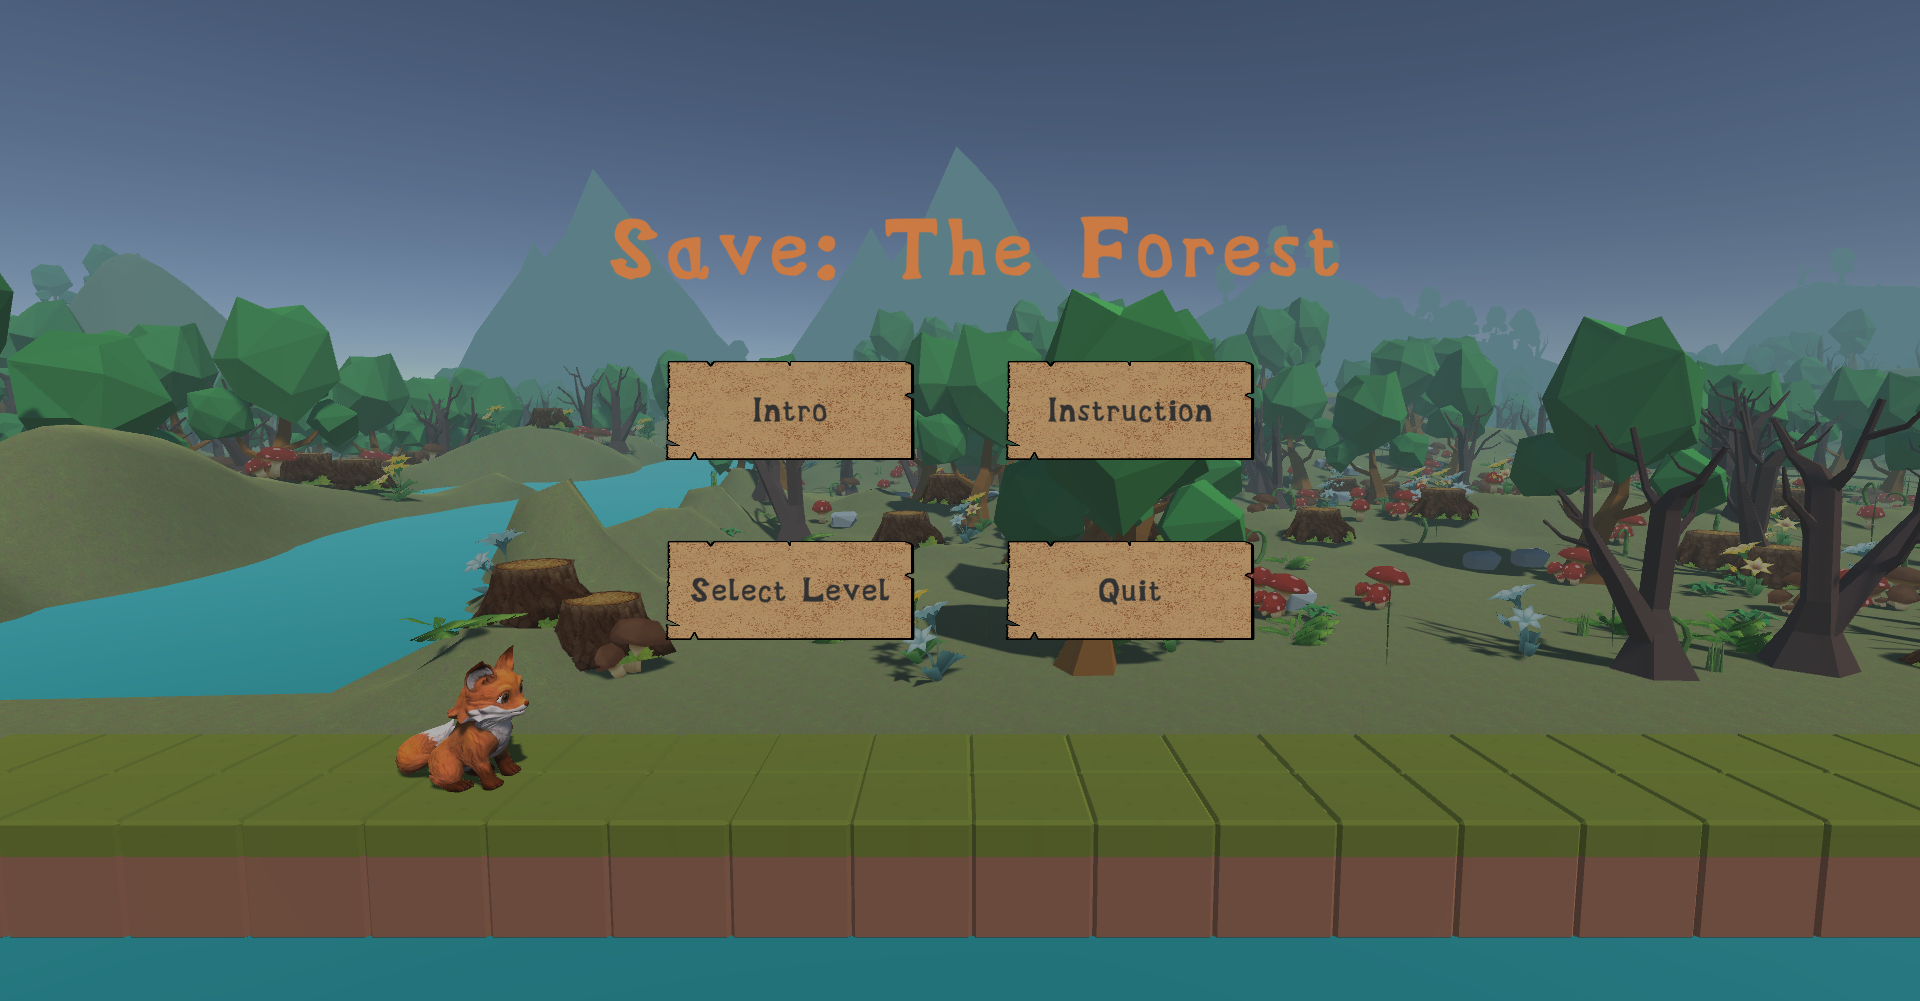 Save: The Forest
Intro
Instruction
Select Level
Quit